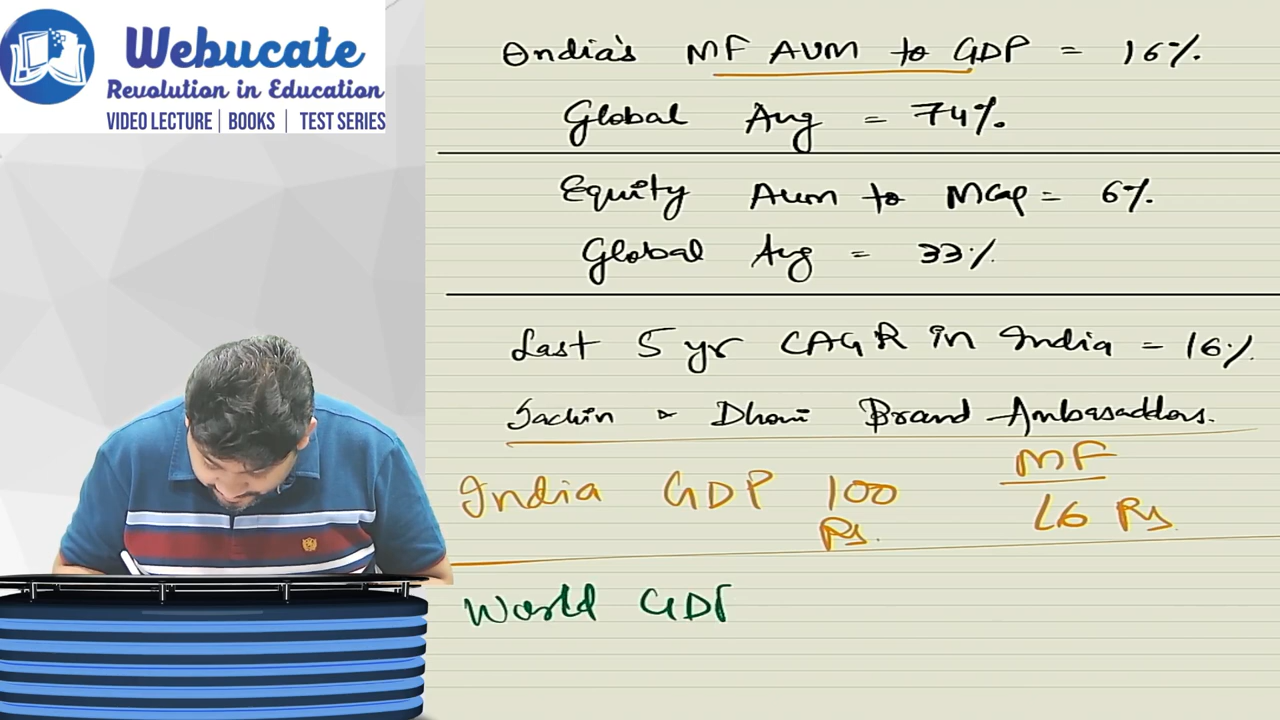 Webucate
Revolution in Education
VIDEO LECTURE | BOOKS | TEST SERIES
India's MF AUM to GDP = 16%.
Global Avg = 74%.
Equity AUM to MCap = 6%.
Global Avg = 33%.
Last 5 yr CAGR in India = 16%.
Sachin & Dhoni Brand Ambasaddors.
India GDP 100 Rs.
MF
16 Rs
World GDP